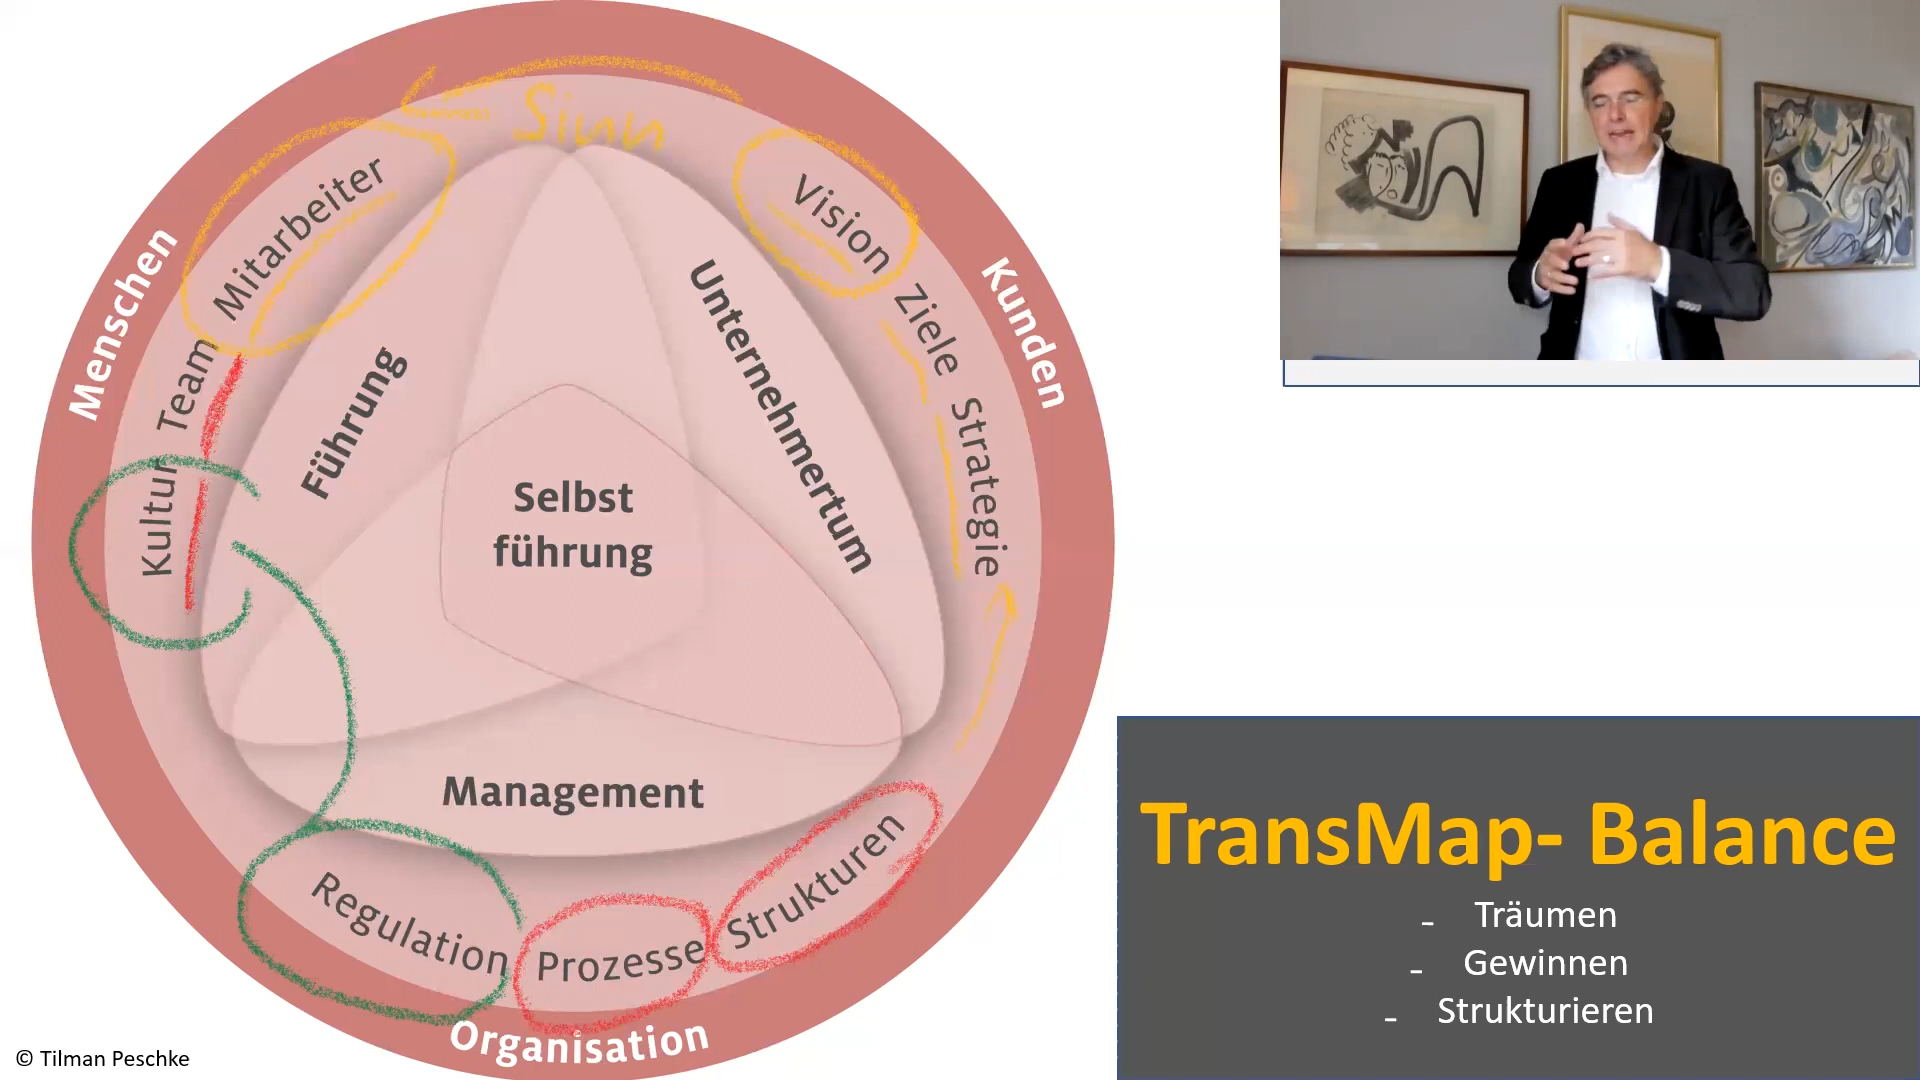 Sinn
Mitarbeiter
Vision
Menschen
Kunden
Team
Ziele
Führung
Unternehmertum
Kultur
Strategie
Selbst
führung
Management
Regulation
Prozesse
Strukturen
Organisation
© Tilman Peschke
TransMap- Balance
- Träumen
- Gewinnen
- Strukturieren